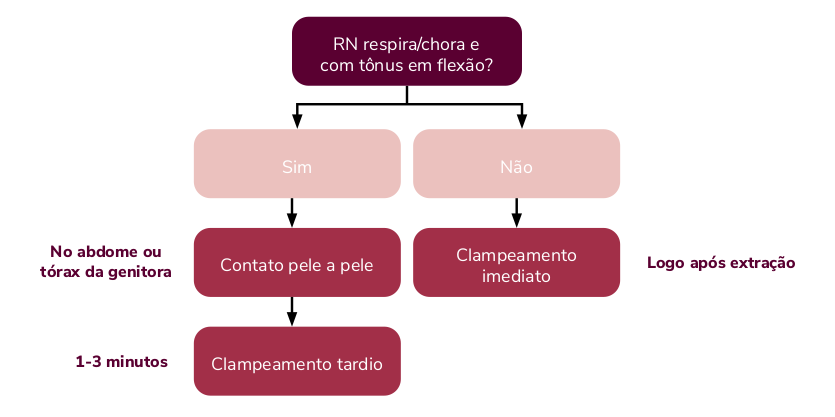 RN respira/chora e
com tônus em flexão?
Sim
Não
No abdome ou
tórax da genitora
Contato pele a pele
Clampeamento
imediato
Logo após extração
1-3 minutos
Clampeamento tardio